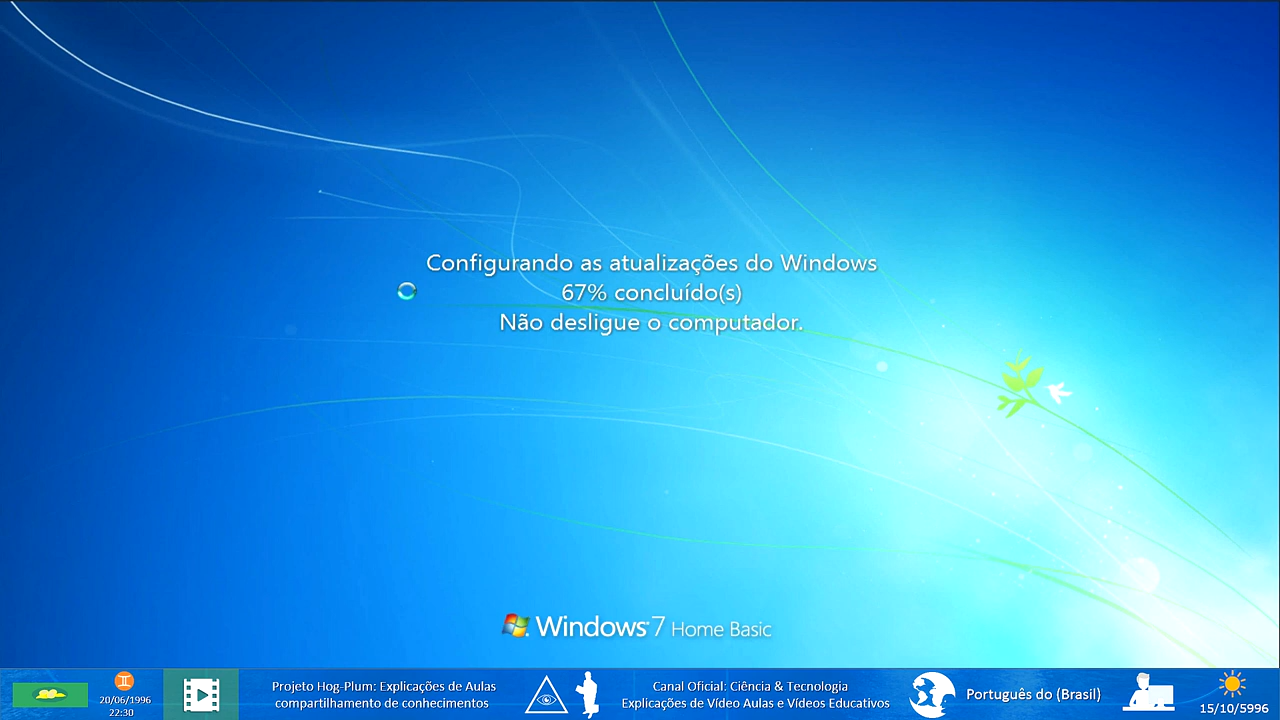 Configurando as atualizações do Windows
67% concluído(s)
Não desligue o computador.
Windows 7 Home Basic
20/06/1996
22:30
Projeto Hog-Plum: Explicações de Aulas
compartilhamento de conhecimentos
Canal Oficial: Ciência & Tecnologia
Explicações de Vídeo Aulas e Vídeos Educativos
Português do (Brasil)
15/10/5996